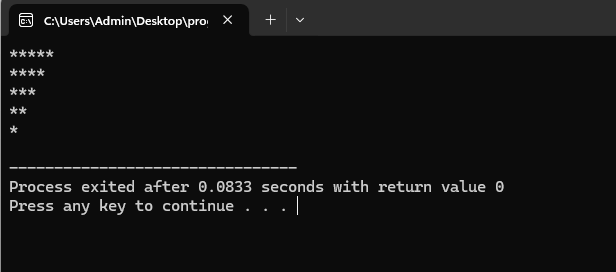 C:\Users\Admin\Desktop\pro
*****
****
***
**
*
--------------------------------
Process exited after 0.0833 seconds with return value 0
Press any key to continue . . .